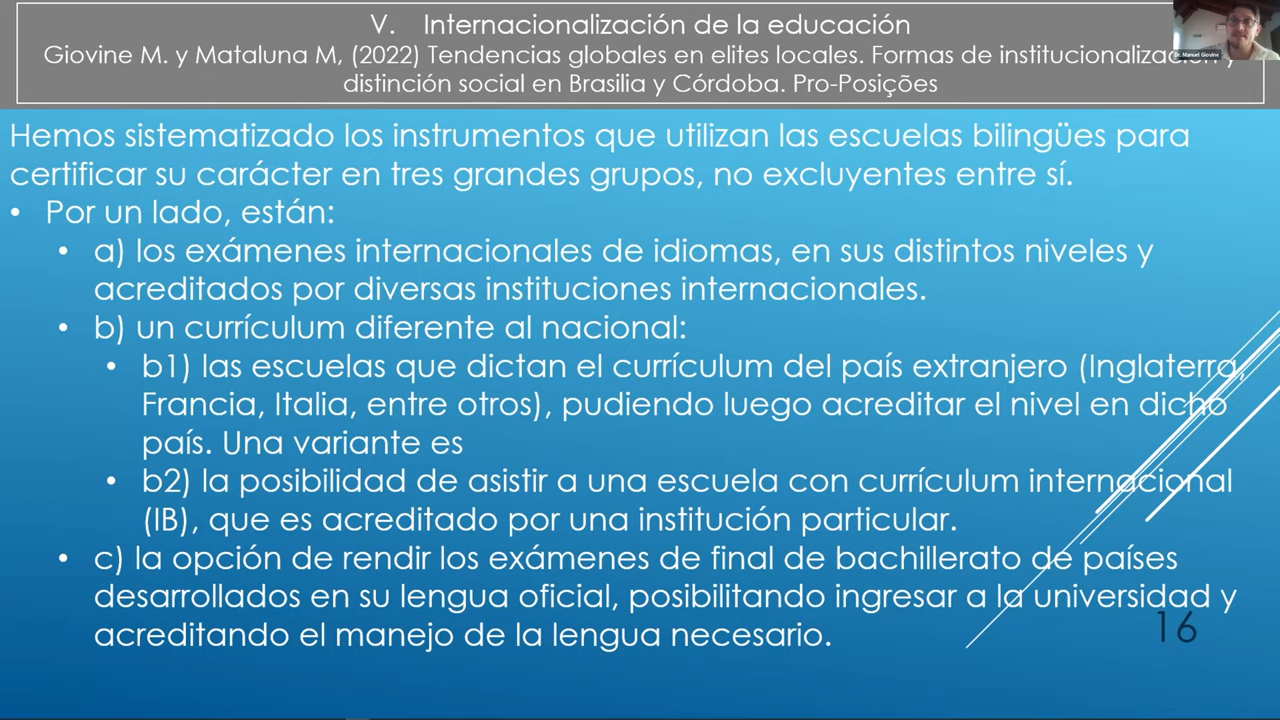 V. Internacionalización de la educación
Giovine M. y Mataluna M, (2022) Tendencias globales en elites locales. Formas de institucionalización y
distinción social en Brasilia y Córdoba. Pro-Posições
Dr. Manuel Giovine
Hemos sistematizado los instrumentos que utilizan las escuelas bilingües para
certificar su carácter en tres grandes grupos, no excluyentes entre sí.
• Por un lado, están:
• a) los exámenes internacionales de idiomas, en sus distintos niveles y
acreditados por diversas instituciones internacionales.
• b) un currículum diferente al nacional:
• b1) las escuelas que dictan el currículum del país extranjero (Inglaterra,
Francia, Italia, entre otros), pudiendo luego acreditar el nivel en dicho
país. Una variante es
• b2) la posibilidad de asistir a una escuela con currículum internacional
(IB), que es acreditado por una institución particular.
• c) la opción de rendir los exámenes de final de bachillerato de países
desarrollados en su lengua oficial, posibilitando ingresar a la universidad y
acreditando el manejo de la lengua necesario.
16